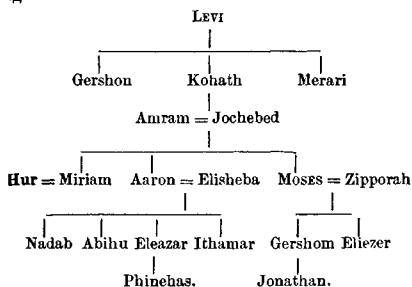 LEVI
Gershon Kohath Merari
Amram = Jochebed
Hur = Miriam Aaron = Elisheba MOSES = Zipporah
Nadab Abihu Eleazar Ithamar Gershom Eliezer
Phinehas. Jonathan.